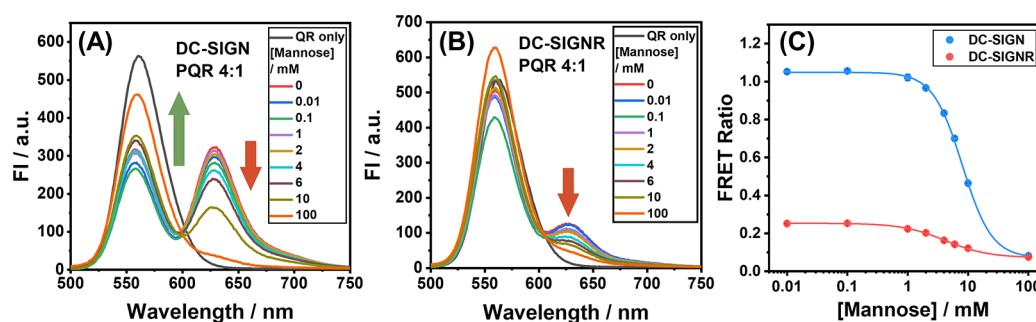 (A)
DC-SIGN
PQR 4:1
QR only
[Mannose]
/ mM
0
0.01
0.1
1
2
4
6
10
100
600
500
400
300
200
100
0
FI / a.u.
500 550 600 650 700 750
Wavelength / nm
(B)
DC-SIGNR
PQR 4:1
QR only
[Mannose]
/ mM
0
0.01
0.1
1
2
4
6
10
100
700
600
500
400
300
200
100
0
FI / a.u.
500 550 600 650 700 750
Wavelength / nm
(C)
DC-SIGN
DC-SIGNR
1.2
1.0
0.8
0.6
0.4
0.2
0.0
FRET Ratio
0.01 0.1 1 10 100
[Mannose] / mM